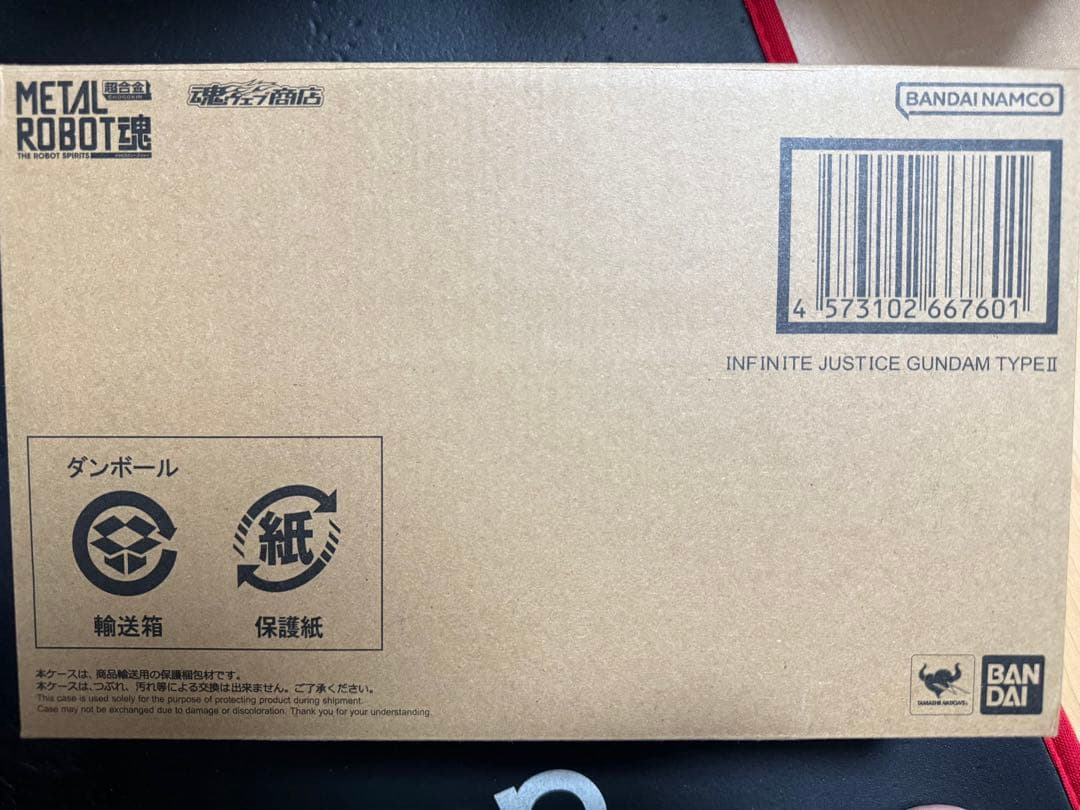 METAL 超合金
CHOGOKIN
ROBOT魂
THE ROBOT SPIRITS
魂ウェブ商店
BANDAI NAMCO
4 573102 667601
INFINITE JUSTICE GUNDAM TYPEⅡ
ダンボール
紙
輸送箱 保護紙
本ケースは、商品輸送用の保護梱包材です。
本ケースは、つぶれ、汚れ等による交換は出来ません。ご了承ください。
This case is used solely for the purpose of protecting product during shipment.
Case may not be exchanged due to damage or discoloration. Thank you for your understanding.
TAMASHII NATIONS
BAN
DAI